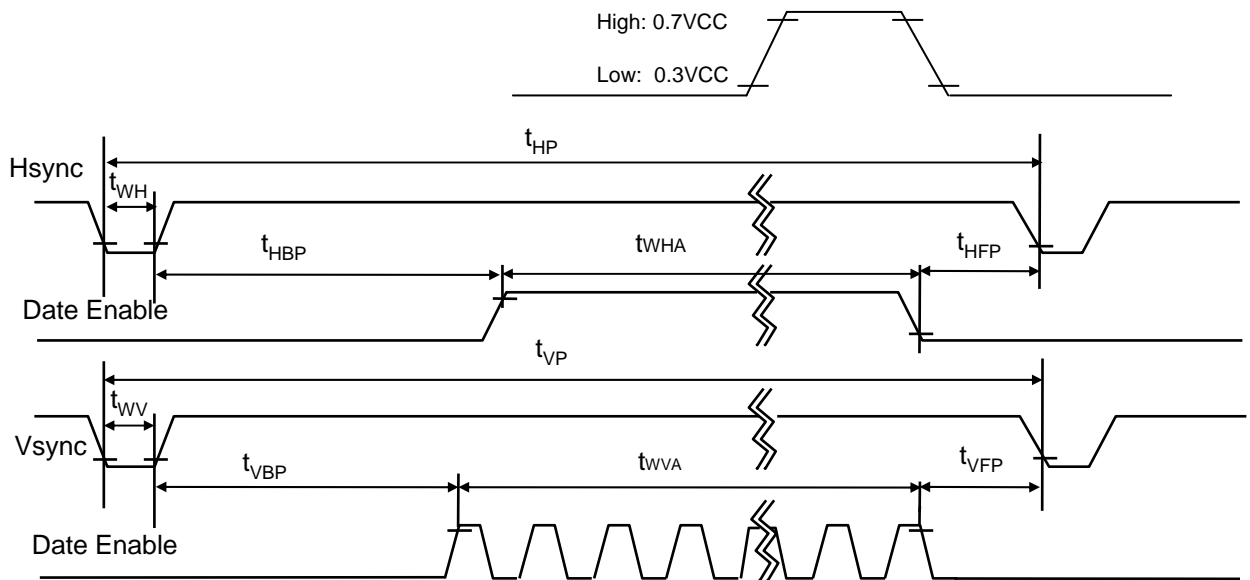 High: 0.7VCC
Low: 0.3VCC
tHP
Hsync
tWH
tHBP
tWHA
tHFP
Date Enable
tVP
tWV
Vsync
tVBP
tWVA
tVFP
Date Enable